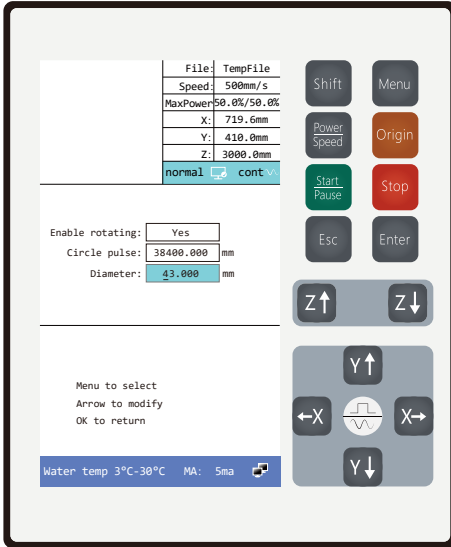 File: TempFile
Speed: 500mm/s
MaxPower 50.0%/50.0%
X: 719.6mm
Y: 410.0mm
Z: 3000.0mm
normal cont
Enable rotating: Yes
Circle pulse: 38400.000 mm
Diameter: 43.000 mm
Menu to select
Arrow to modify
OK to return
Water temp 3°C-30°C MA: 5ma
Shift Menu
Power Origin
Speed
Start Stop
Pause
Esc Enter
Z↑ Z↓
Y↑
←X X→
Y↓